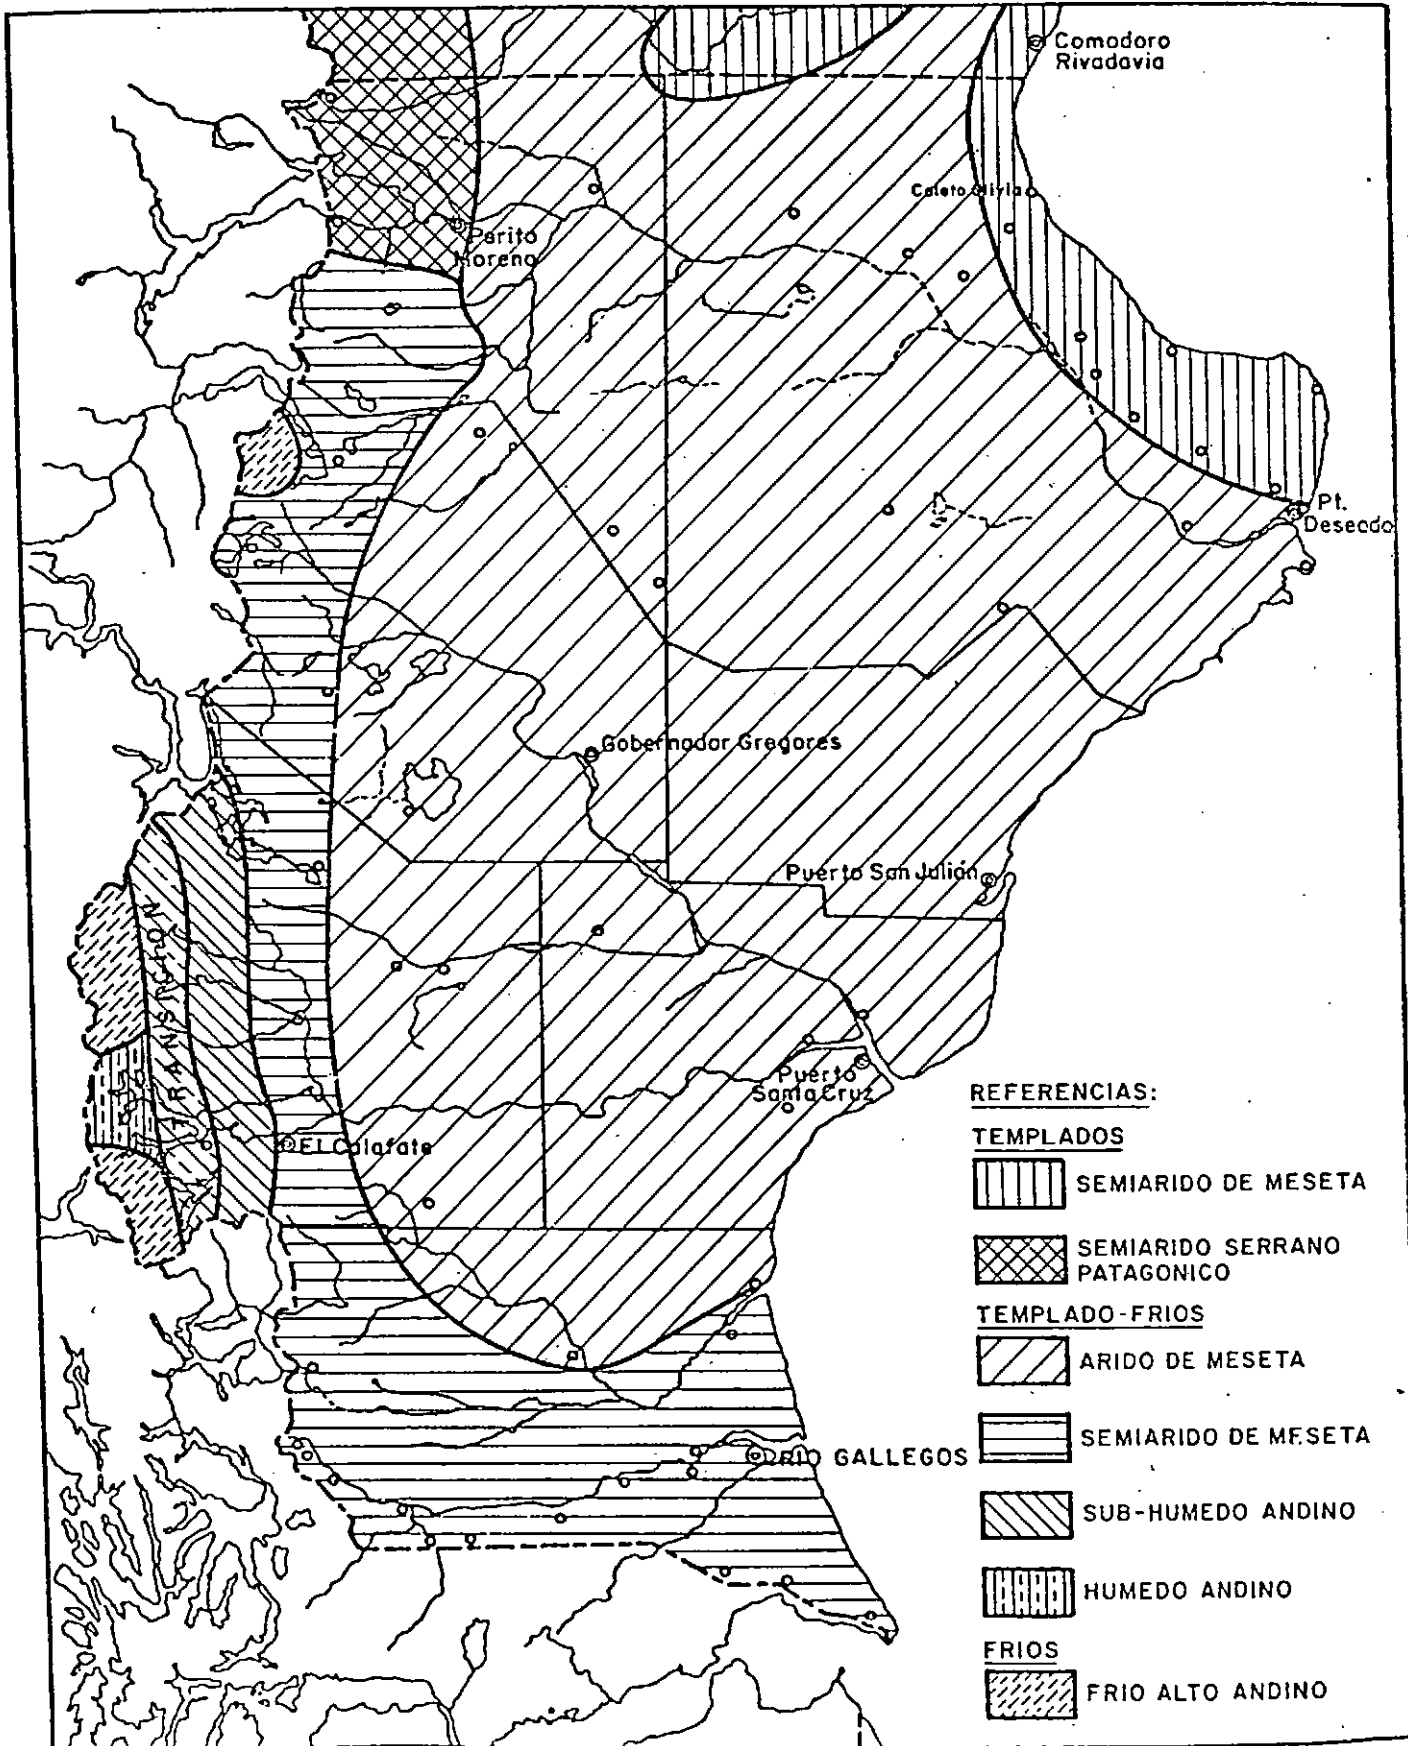 Comodoro
Rivadavia
Caleta Olivia
Perito
Moreno
Pt.
Deseado
Gobernador Gregores
Puerto San Julián
TRANSICION
Puerto
Santa Cruz
EL Calafate
RIO GALLEGOS
REFERENCIAS:
TEMPLADOS
SEMIARIDO DE MESETA
SEMIARIDO SERRANO
PATAGONICO
TEMPLADO-FRIOS
ARIDO DE MESETA
SEMIARIDO DE MESETA
SUB-HUMEDO ANDINO
HUMEDO ANDINO
FRIOS
FRIO ALTO ANDINO